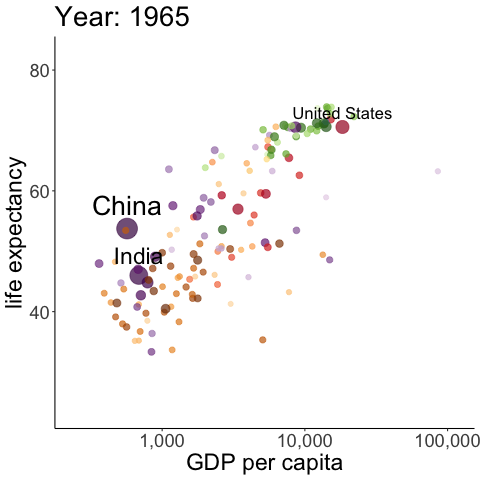 Year: 1965
life expectancy
80
60
40
United States
China
India
1,000
10,000
100,000
GDP per capita